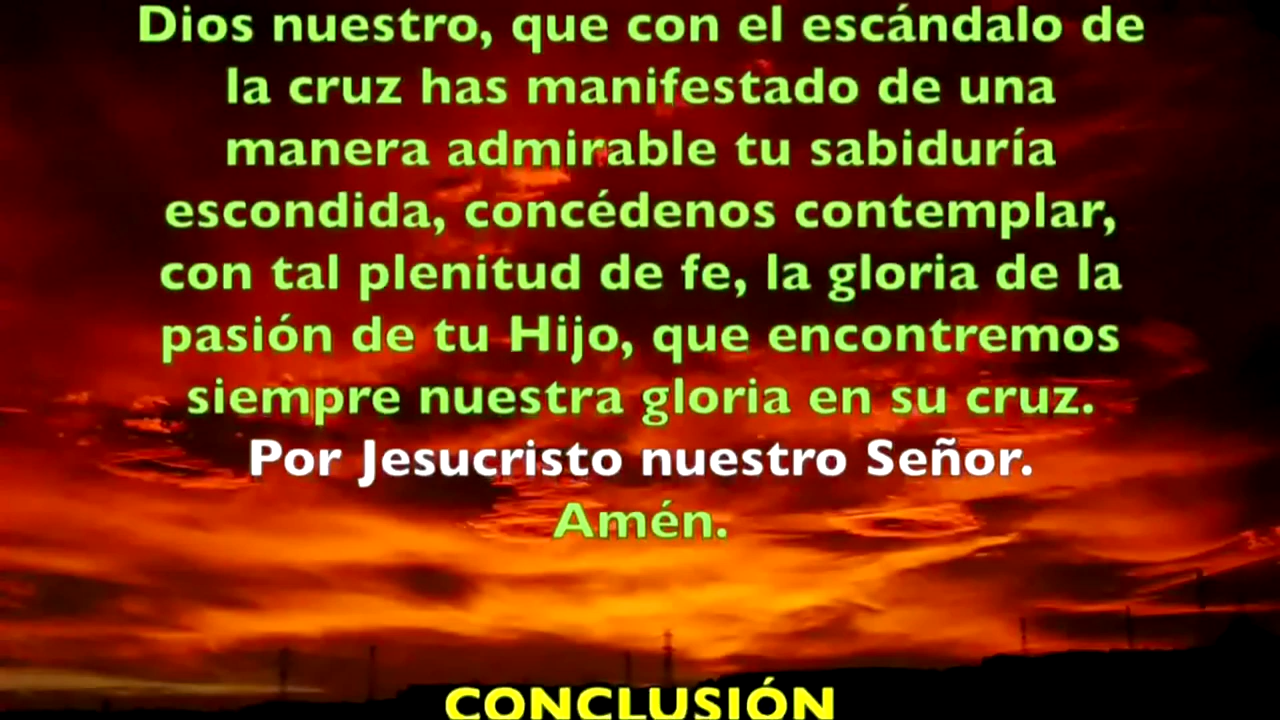 Dios nuestro, que con el escándalo de
la cruz has manifestado de una
manera admirable tu sabiduría
escondida, concédenos contemplar,
con tal plenitud de fe, la gloria de la
pasión de tu Hijo, que encontremos
siempre nuestra gloria en su cruz.
Por Jesucristo nuestro Señor.
Amén.
CONCLUSIÓN